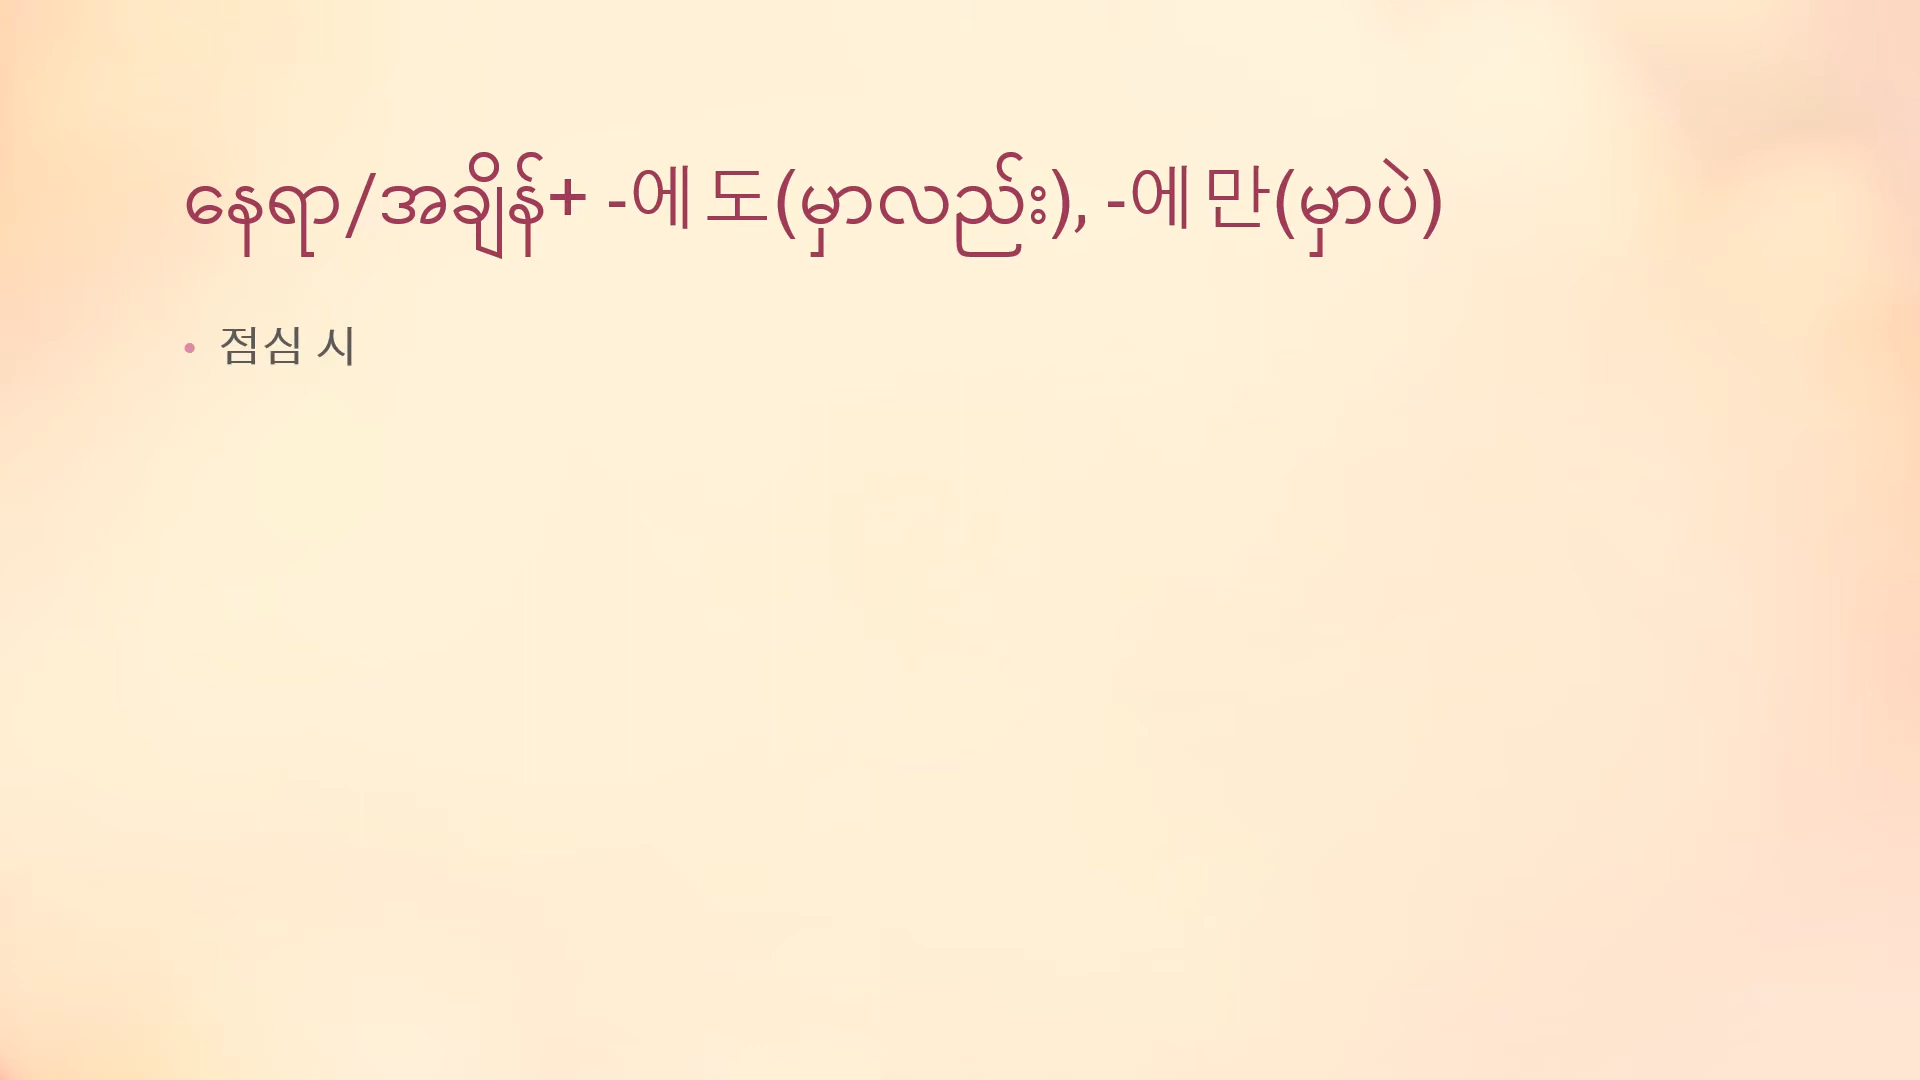 နေရာ/အချိန်+ -에도(မှာလည်း), -에만(မှာပဲ)
• 점심 시